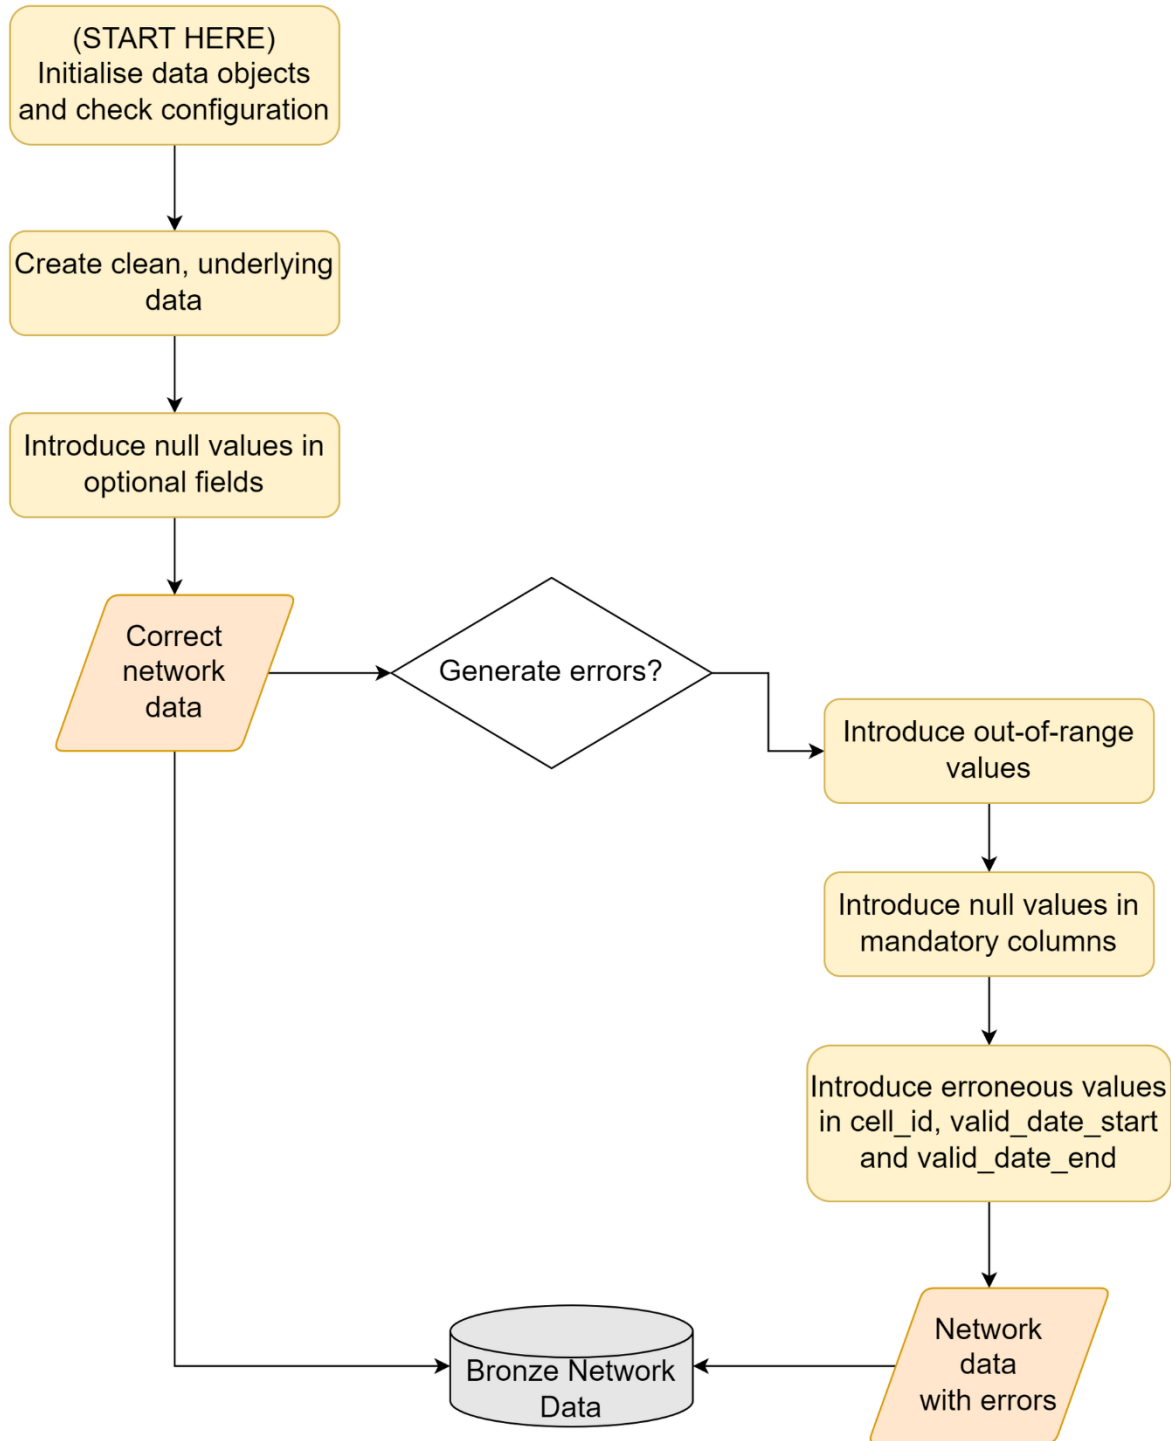 (START HERE)
Initialise data objects
and check configuration
Create clean, underlying
data
Introduce null values in
optional fields
Correct
network
data
Generate errors?
Introduce out-of-range
values
Introduce null values in
mandatory columns
Introduce erroneous values
in cell_id, valid_date_start
and valid_date_end
Network
data
with errors
Bronze Network
Data